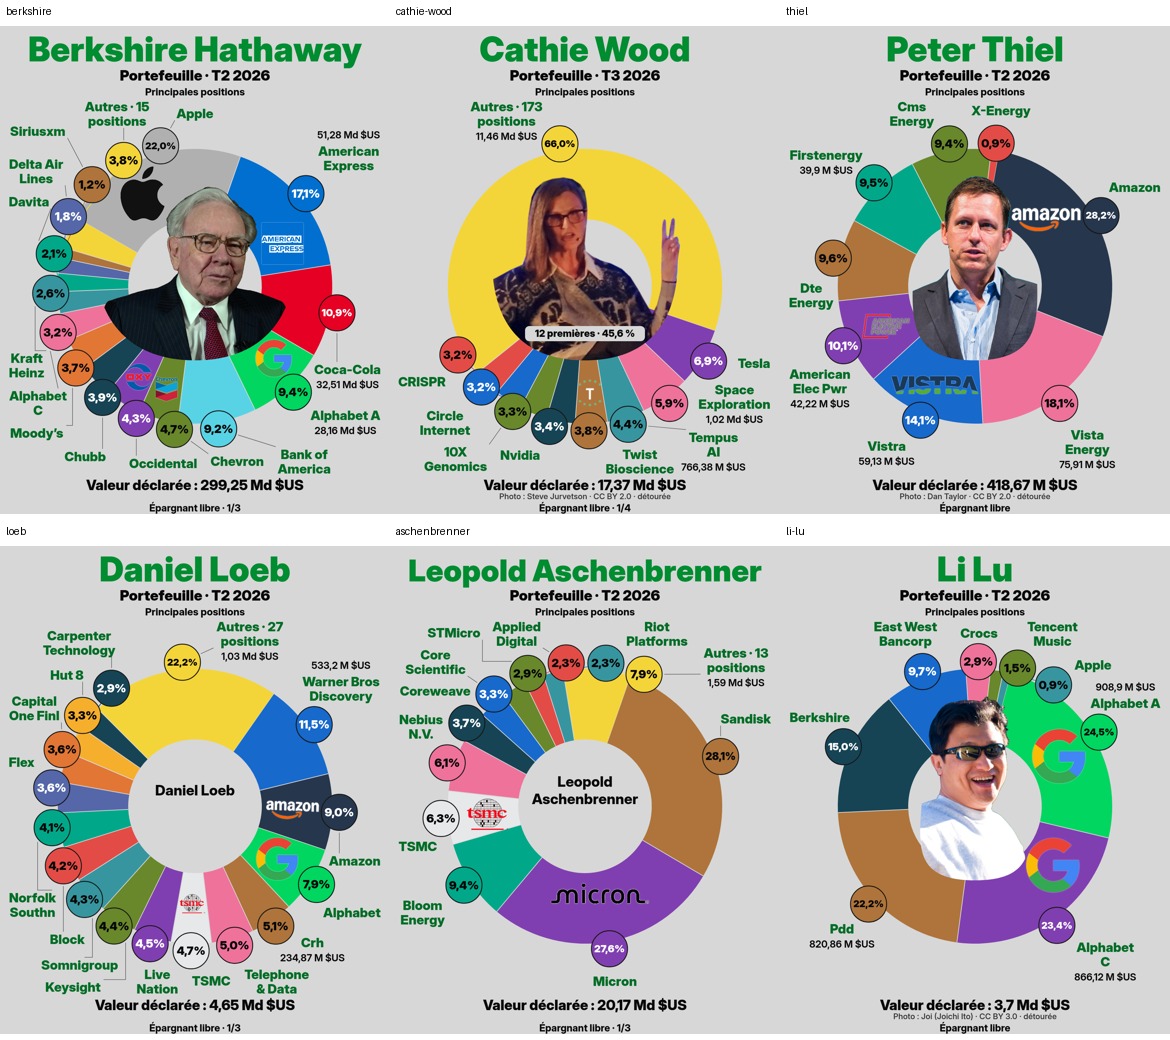 berkshire
Berkshire Hathaway
Portefeuille · T2 2026
Principales positions
Autres · 15
positions
3,8%
Apple
22,0%
51,28 Md $US
American
Express
17,1%
AMERICAN
EXPRESS
10,9%
Coca-Cola
32,51 Md $US
9,4%
Alphabet A
28,16 Md $US
9,2%
Bank of
America
4,7%
Chevron
4,3%
OXY
Occidental
3,9%
Chubb
3,7%
Moody's
3,2%
Alphabet
C
2,6%
Kraft
Heinz
2,1%
Davita
1,8%
Delta Air
Lines
1,2%
Siriusxm
Valeur déclarée : 299,25 Md $US
Épargnant libre · 1/3
cathie-wood
Cathie Wood
Portefeuille · T3 2026
Principales positions
Autres · 173
positions
11,46 Md $US
66,0%
12 premières · 45,6 %
6,9%
Tesla
5,9%
Space
Exploration
1,02 Md $US
4,4%
Tempus
AI
766,38 M $US
3,8%
T
Twist
Bioscience
3,4%
Nvidia
3,3%
10X
Genomics
3,2%
Circle
Internet
3,2%
CRISPR
Valeur déclarée : 17,37 Md $US
Photo : Steve Jurvetson · CC BY 2.0 · détourée
Épargnant libre · 1/4
thiel
Peter Thiel
Portefeuille · T2 2026
Principales positions
Cms
Energy
9,4%
X-Energy
0,9%
Amazon
28,2%
amazon
Firstenergy
39,9 M $US
9,5%
9,6%
Dte
Energy
10,1%
American
Elec Pwr
42,22 M $US
VISTRA
14,1%
Vistra
59,13 M $US
18,1%
Vista
Energy
75,91 M $US
Valeur déclarée : 418,67 M $US
Photo : Dan Taylor · CC BY 2.0 · détourée
Épargnant libre
loeb
Daniel Loeb
Portefeuille · T2 2026
Principales positions
Autres · 27
positions
1,03 Md $US
22,2%
533,2 M $US
Warner Bros
Discovery
11,5%
amazon
9,0%
Amazon
7,9%
Alphabet
5,1%
Crh
234,87 M $US
5,0%
Telephone
& Data
tsmc
4,7%
TSMC
4,5%
Live
Nation
4,4%
Keysight
4,3%
Somnigroup
4,2%
Block
4,1%
Norfolk
Southn
3,6%
Flex
3,6%
Capital
One Finl
3,3%
Hut 8
2,9%
Carpenter
Technology
Daniel Loeb
Valeur déclarée : 4,65 Md $US
Épargnant libre · 1/3
aschenbrenner
Leopold Aschenbrenner
Portefeuille · T2 2026
Principales positions
STMicro
2,9%
Applied
Digital
2,3%
Riot
Platforms
2,3%
Autres · 13
positions
1,59 Md $US
7,9%
Sandisk
28,1%
Core
Scientific
3,3%
Coreweave
3,7%
Nebius
N.V.
6,1%
6,3%
tsmc
TSMC
9,4%
Bloom
Energy
micron
27,6%
Micron
Leopold
Aschenbrenner
Valeur déclarée : 20,17 Md $US
Épargnant libre · 1/3
li-lu
Li Lu
Portefeuille · T2 2026
Principales positions
East West
Bancorp
9,7%
Crocs
2,9%
Tencent
Music
1,5%
Apple
0,9%
908,9 M $US
Alphabet A
24,5%
Berkshire
15,0%
22,2%
Pdd
820,86 M $US
23,4%
Alphabet
C
866,12 M $US
Valeur déclarée : 3,7 Md $US
Photo : Joi (Joichi Ito) · CC BY 3.0 · détourée
Épargnant libre